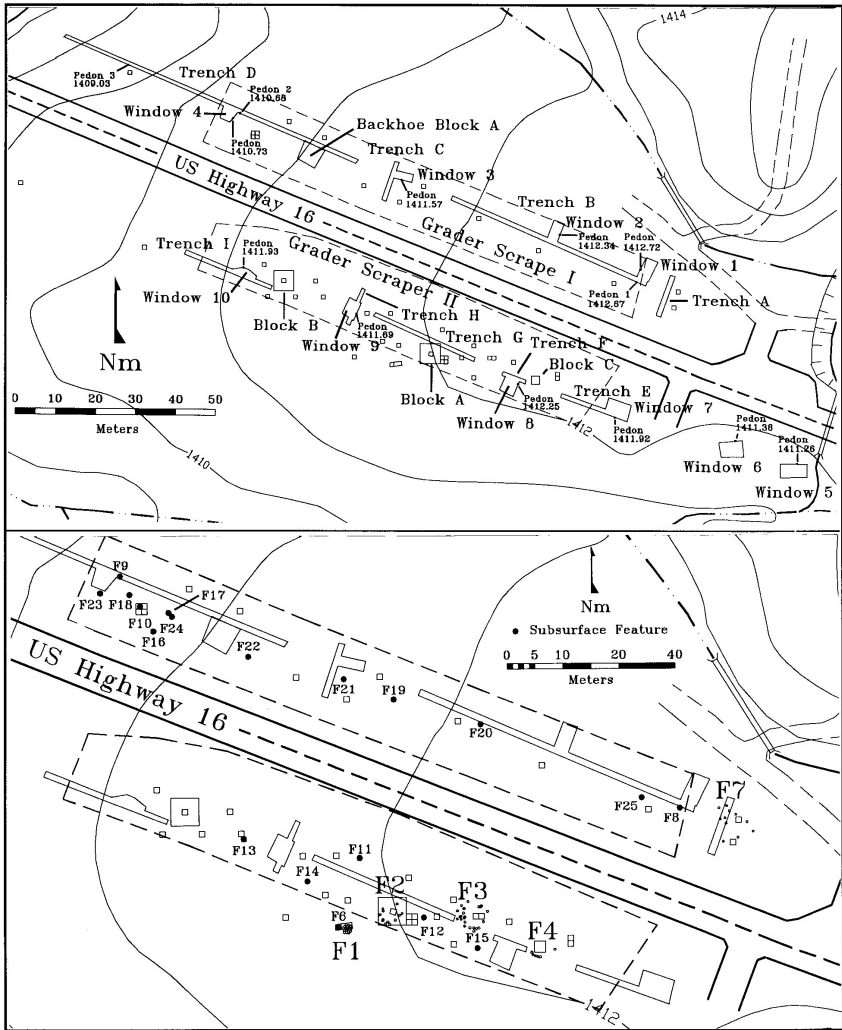 1414
Pedon 3
1409.03
Trench D
Pedon 2
1410.68
Window 4
Pedon
1410.73
Backhoe Block A
Trench C
Window 3
Pedon
1411.57
US Highway 16
Trench B
Window 2
Pedon
1412.34
Pedon
1412.72
Window 1
Grader Scrape I
Pedon 1
1412.67
Trench A
Trench I
Pedon
1411.93
Grader Scraper II
Window 10
Block B
Trench H
Pedon
1411.69
Window 9
Trench G
Trench F
Block C
Block A
Pedon
1412.25
Window 8
Trench E
Window 7
1412
Pedon
1411.92
Pedon
1411.36
Window 6
Pedon
1411.26
Window 5
Nm
0 10 20 30 40 50
Meters
1410
F9
F23
F18
F17
F10
F24
F16
F22
Nm
Subsurface Feature
0 5 10 20 40
Meters
US Highway 16
F21
F19
F20
F25
F8
F7
F13
F11
F14
F2
F3
F6
F12
F1
F15
F4
1412